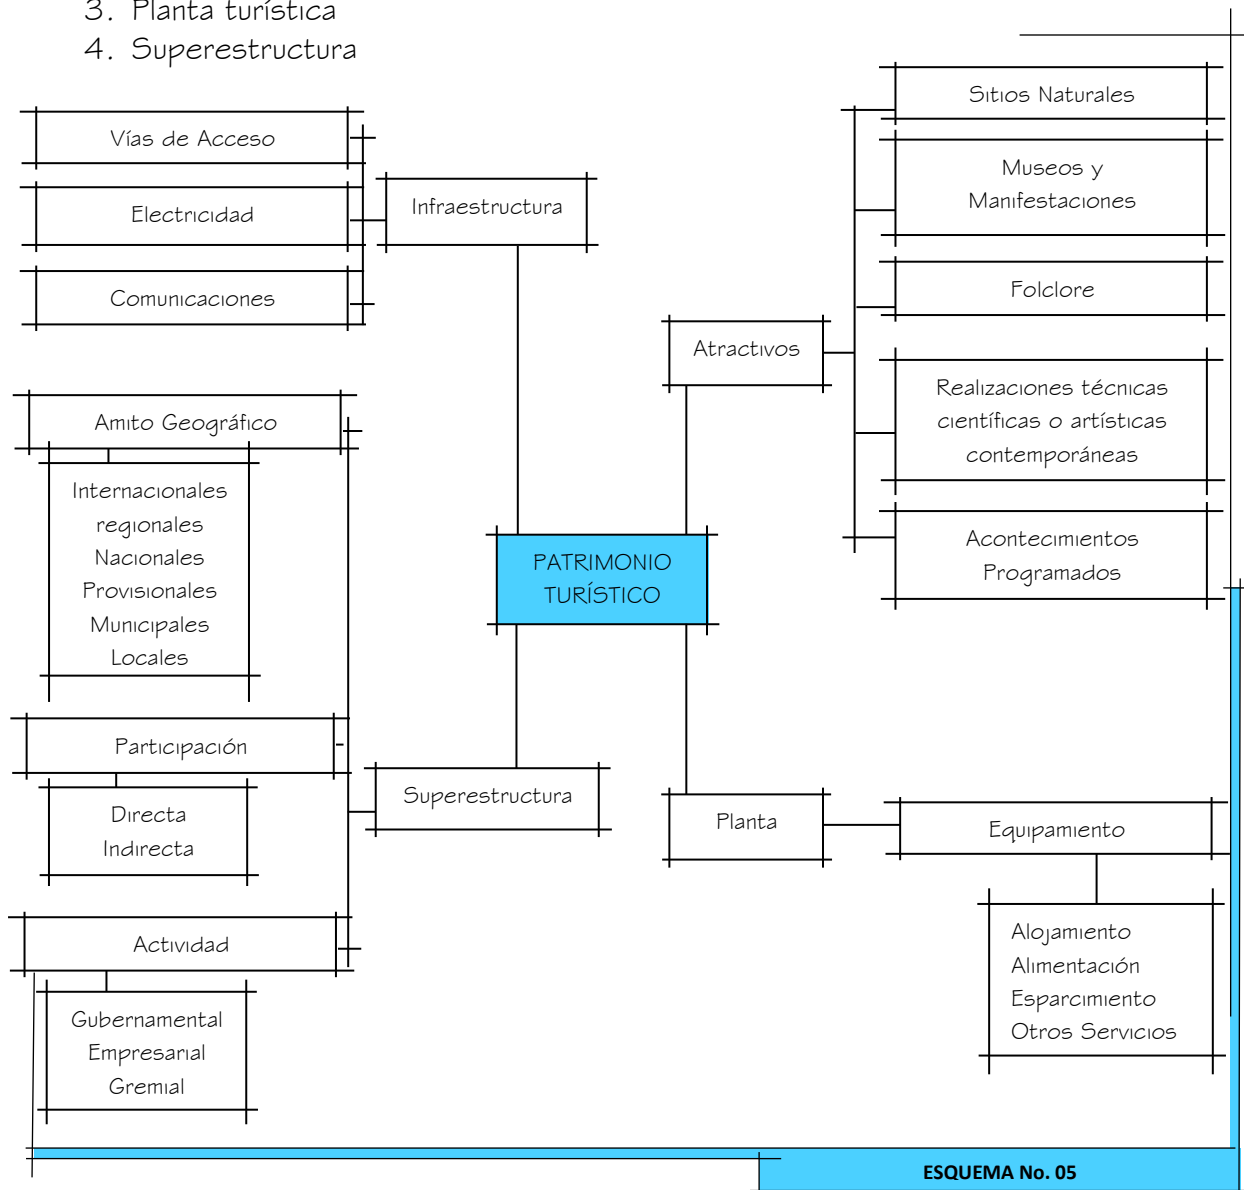 3. Planta turística
4. Superestructura
Vías de Acceso
Electricidad
Comunicaciones
Infraestructura
Amito Geográfico
Internacionales
regionales
Nacionales
Provisionales
Municipales
Locales
Participación
Directa
Indirecta
Actividad
Gubernamental
Empresarial
Gremial
Superestructura
PATRIMONIO
TURÍSTICO
Atractivos
Sitios Naturales
Museos y
Manifestaciones
Folclore
Realizaciones técnicas
científicas o artísticas
contemporáneas
Acontecimientos
Programados
Planta
Equipamiento
Alojamiento
Alimentación
Esparcimiento
Otros Servicios
ESQUEMA No. 05